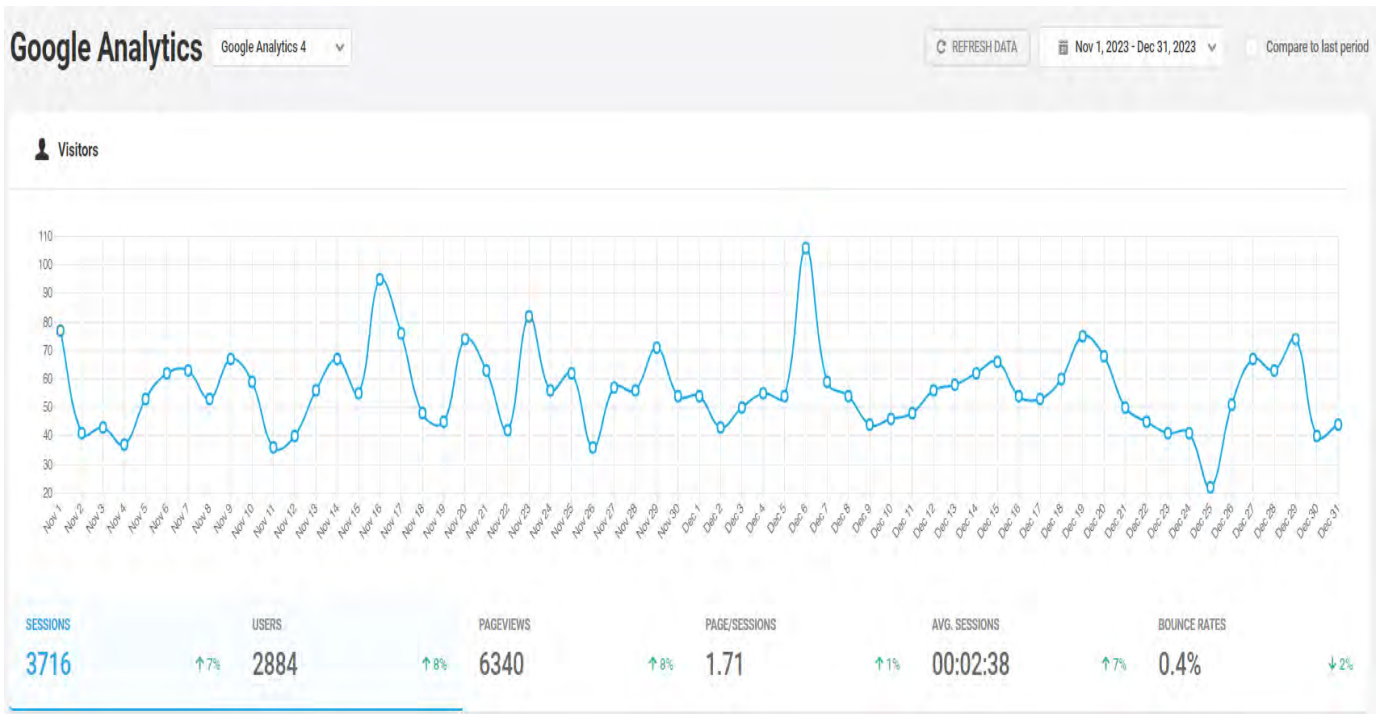 Google Analytics Google Analytics 4 REFRESH DATA Nov 1, 2023 - Dec 31, 2023 Compare to last period
Visitors
110
100
90
80
70
60
50
40
30
20
Nov 1 Nov 2 Nov 3 Nov 4 Nov 5 Nov 6 Nov 7 Nov 8 Nov 9 Nov 10 Nov 11 Nov 12 Nov 13 Nov 14 Nov 15 Nov 16 Nov 17 Nov 18 Nov 19 Nov 20 Nov 21 Nov 22 Nov 23 Nov 24 Nov 25 Nov 26 Nov 27 Nov 28 Nov 29 Nov 30 Dec 1 Dec 2 Dec 3 Dec 4 Dec 5 Dec 6 Dec 7 Dec 8 Dec 9 Dec 10 Dec 11 Dec 12 Dec 13 Dec 14 Dec 15 Dec 16 Dec 17 Dec 18 Dec 19 Dec 20 Dec 21 Dec 22 Dec 23 Dec 24 Dec 25 Dec 26 Dec 27 Dec 28 Dec 29 Dec 30 Dec 31
SESSIONS USERS PAGEVIEWS PAGE/SESSIONS AVG. SESSIONS BOUNCE RATES
3716 ↑ 7% 2884 ↑ 8% 6340 ↑ 8% 1.71 ↑ 1% 00:02:38 ↑ 7% 0.4% ↓ 2%